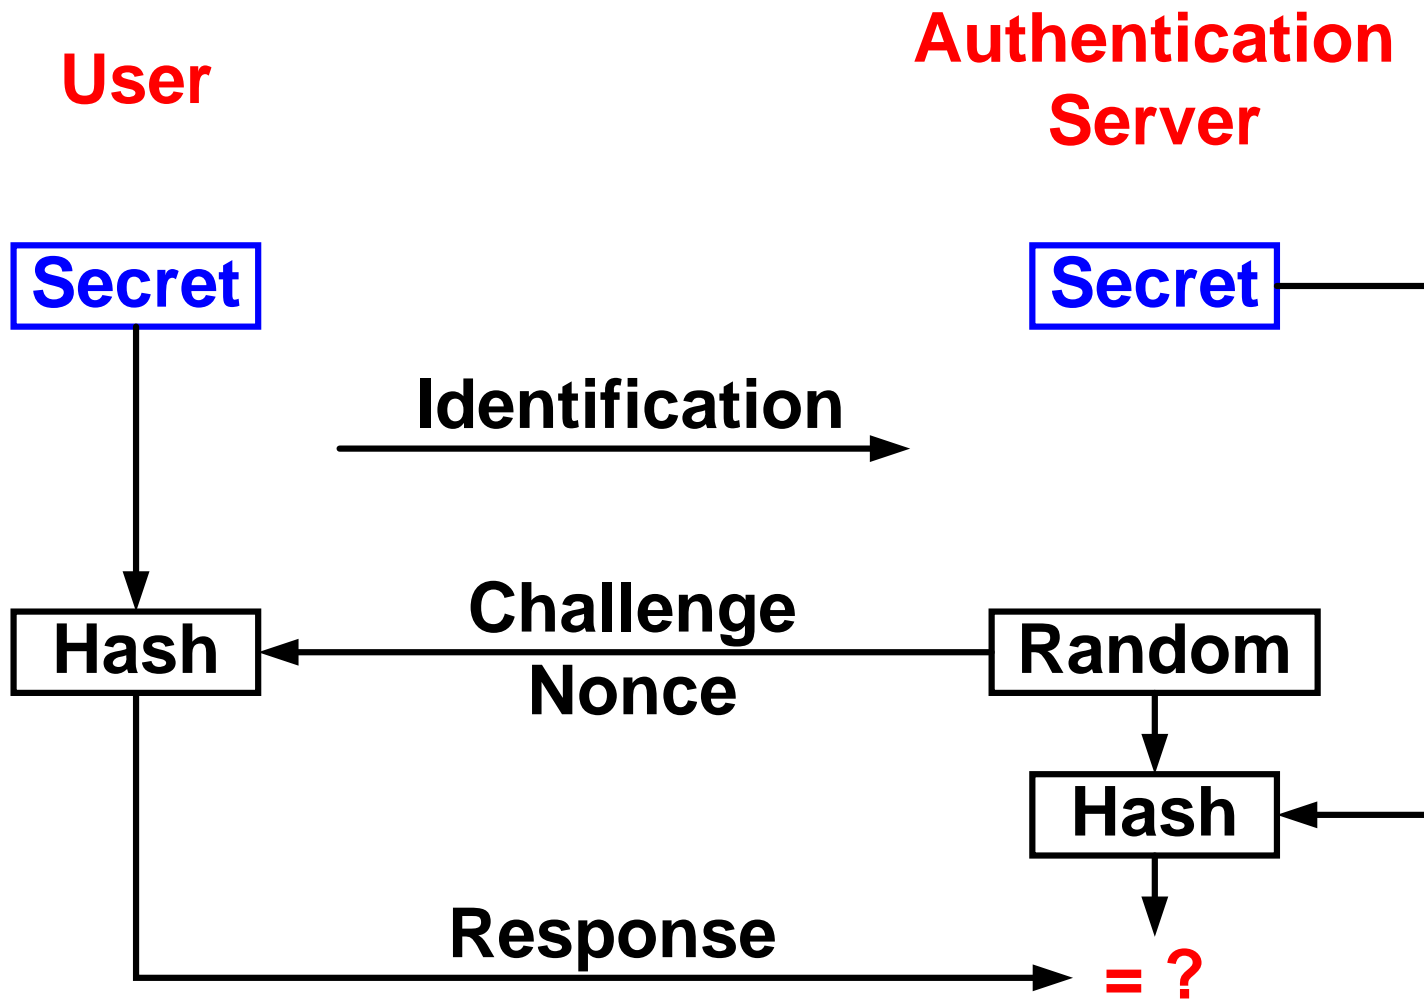 User
Authentication
Server
Secret
Secret
Identification
Challenge
Nonce
Hash
Random
Hash
Response
= ?